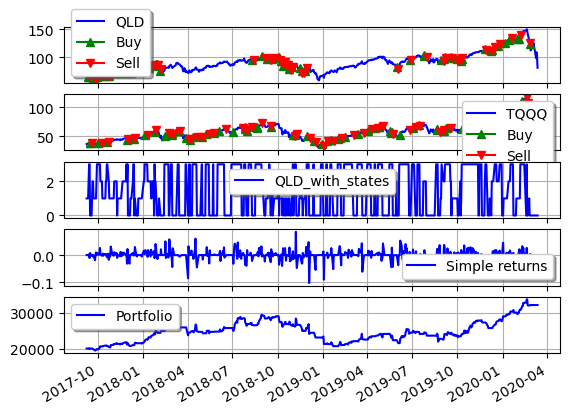 150
QLD
Buy
100
Sell
100
TQQQ
Buy
50
Sell
2
QLD_with_states
0
0.0
Simple returns
−0.1
30000
Portfolio
20000
2017-10
2018-01
2018-04
2018-07
2018-10
2019-01
2019-04
2019-07
2019-10
2020-01
2020-04